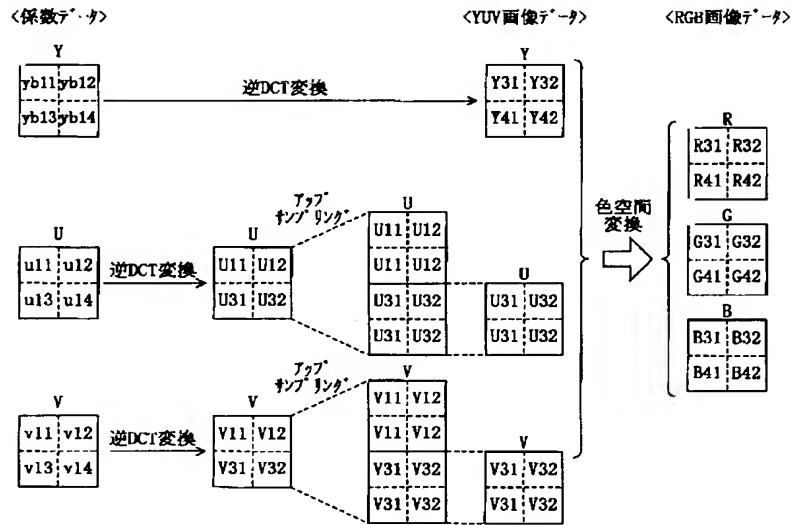 <係数ﾃﾞｰﾀ>
<YUV画像ﾃﾞｰﾀ>
<RGB画像ﾃﾞｰﾀ>
Y
yb11 yb12
yb13 yb14
逆DCT変換
Y
Y31 Y32
Y41 Y42
U
u11 u12
u13 u14
逆DCT変換
U
U11 U12
U31 U32
ｱｯﾌﾟ
ｻﾝﾌﾟﾘﾝｸﾞ
U
U11 U12
U11 U12
U31 U32
U31 U32
U
U31 U32
U31 U32
V
v11 v12
v13 v14
逆DCT変換
V
V11 V12
V31 V32
ｱｯﾌﾟ
ｻﾝﾌﾟﾘﾝｸﾞ
V
V11 V12
V11 V12
V31 V32
V31 V32
V
V31 V32
V31 V32
色空間
変換
R
R31 R32
R41 R42
G
G31 G32
G41 G42
B
B31 B32
B41 B42